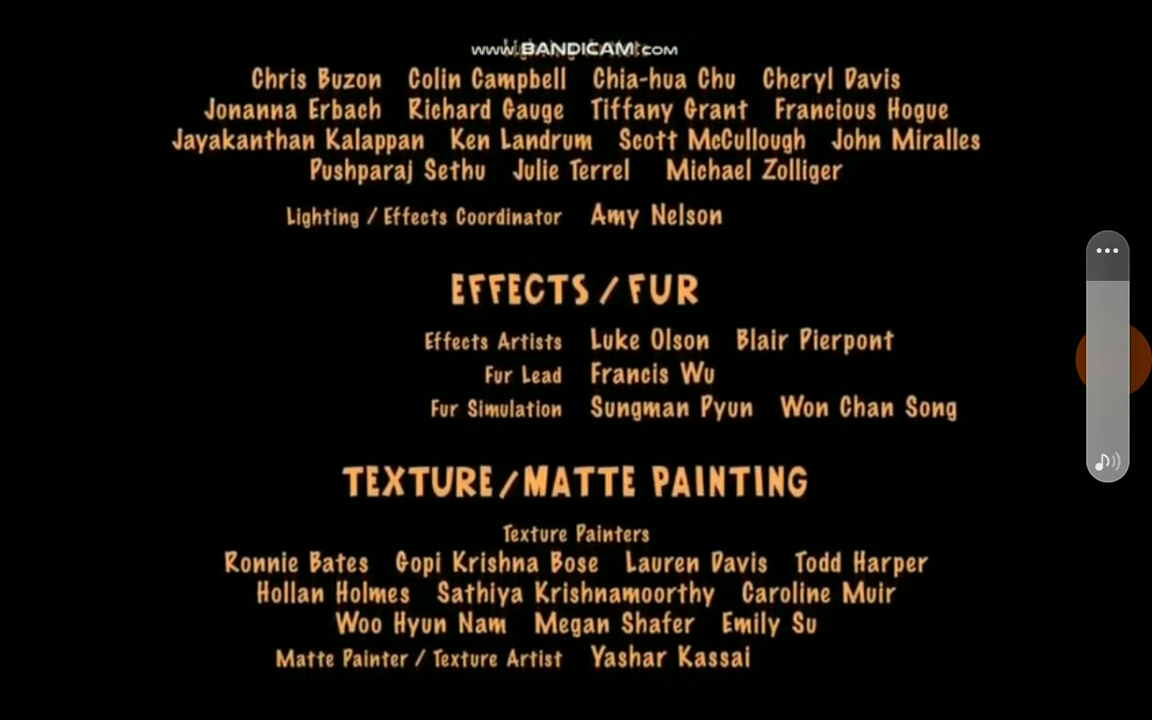 www.BANDICAM.com
Chris Buzon Colin Campbell Chia-hua Chu Cheryl Davis
Jonanna Erbach Richard Gauge Tiffany Grant Francious Hogue
Jayakanthan Kalappan Ken Landrum Scott McCullough John Miralles
Pushparaj Sethu Julie Terrel Michael Zolliger
Lighting / Effects Coordinator Amy Nelson
EFFECTS / FUR
Effects Artists Luke Olson Blair Pierpont
Fur Lead Francis Wu
Fur Simulation Sungman Pyun Won Chan Song
TEXTURE/MATTE PAINTING
Texture Painters
Ronnie Bates Gopi Krishna Bose Lauren Davis Todd Harper
Hollan Holmes Sathiya Krishnamoorthy Caroline Muir
Woo Hyun Nam Megan Shafer Emily Su
Matte Painter / Texture Artist Yashar Kassai